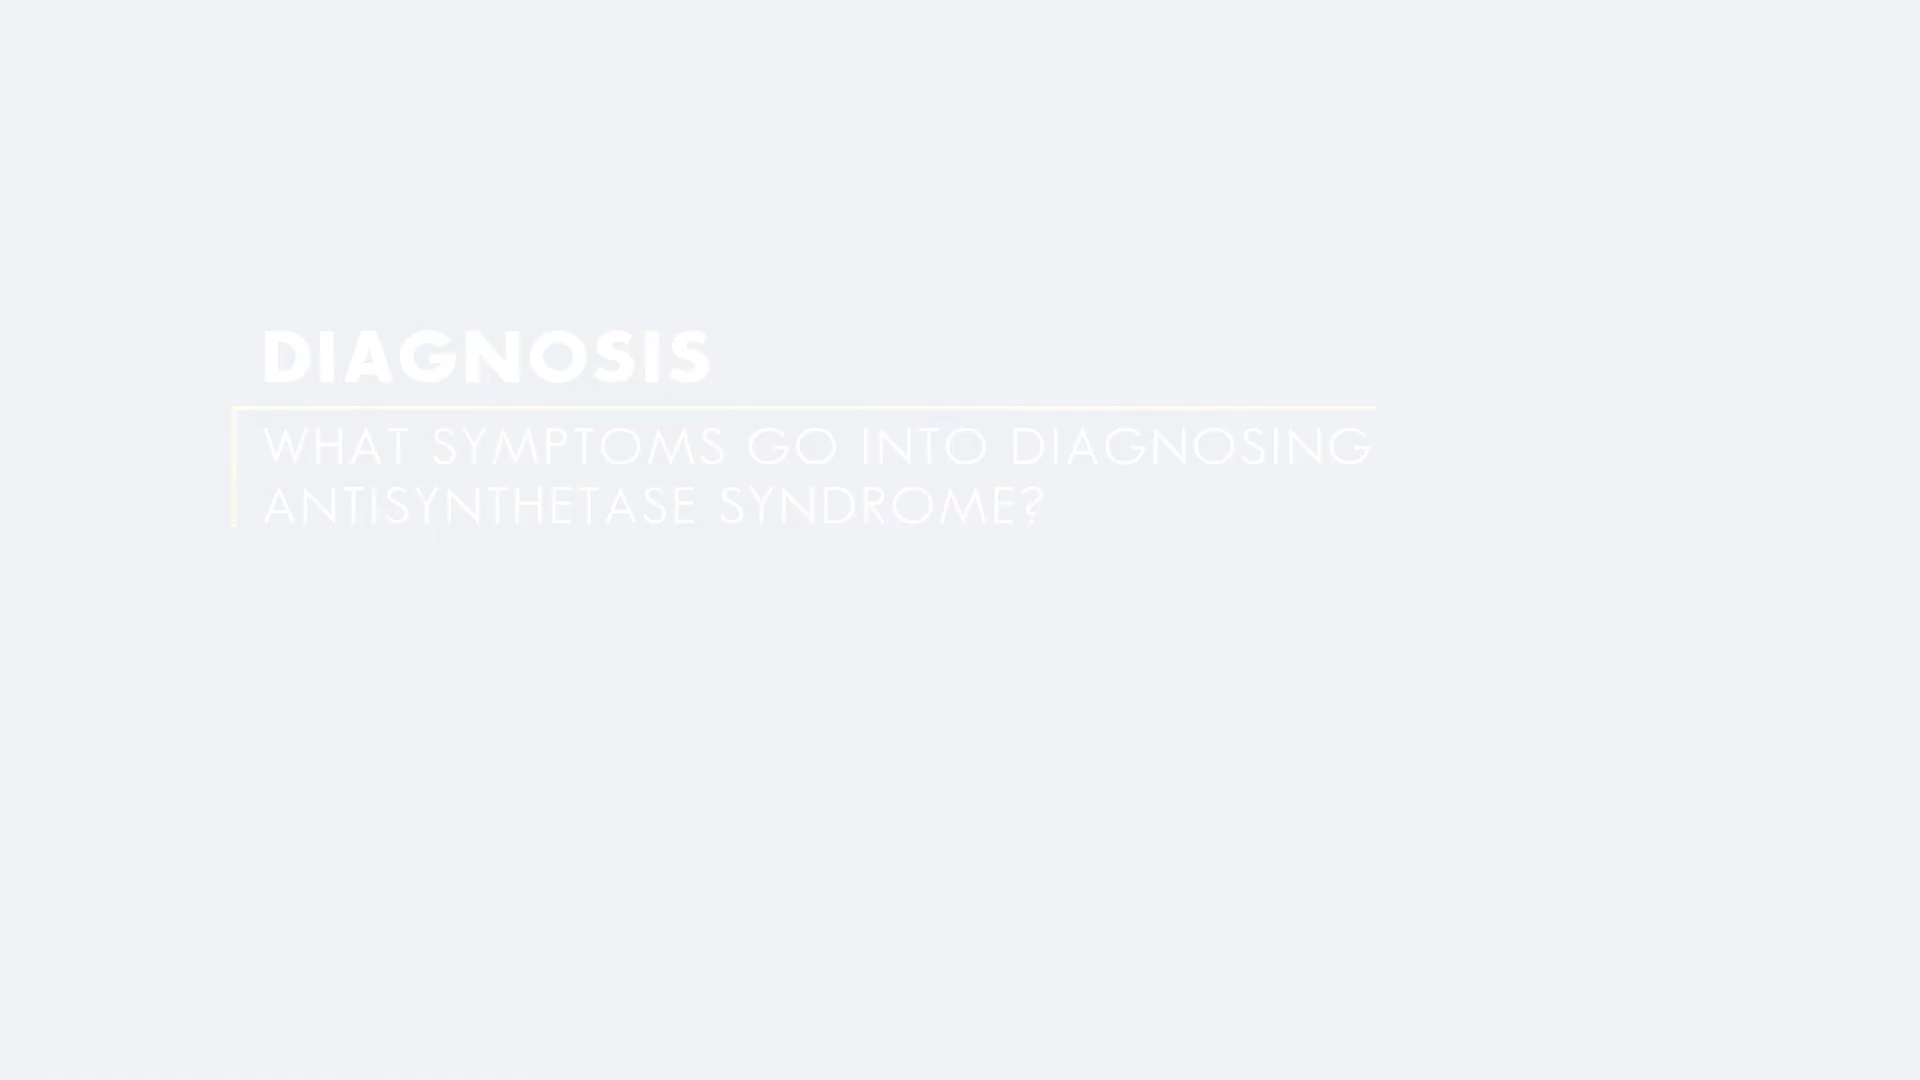 DIAGNOSIS
WHAT SYMPTOMS GO INTO DIAGNOSING
ANTISYNTHETASE SYNDROME?